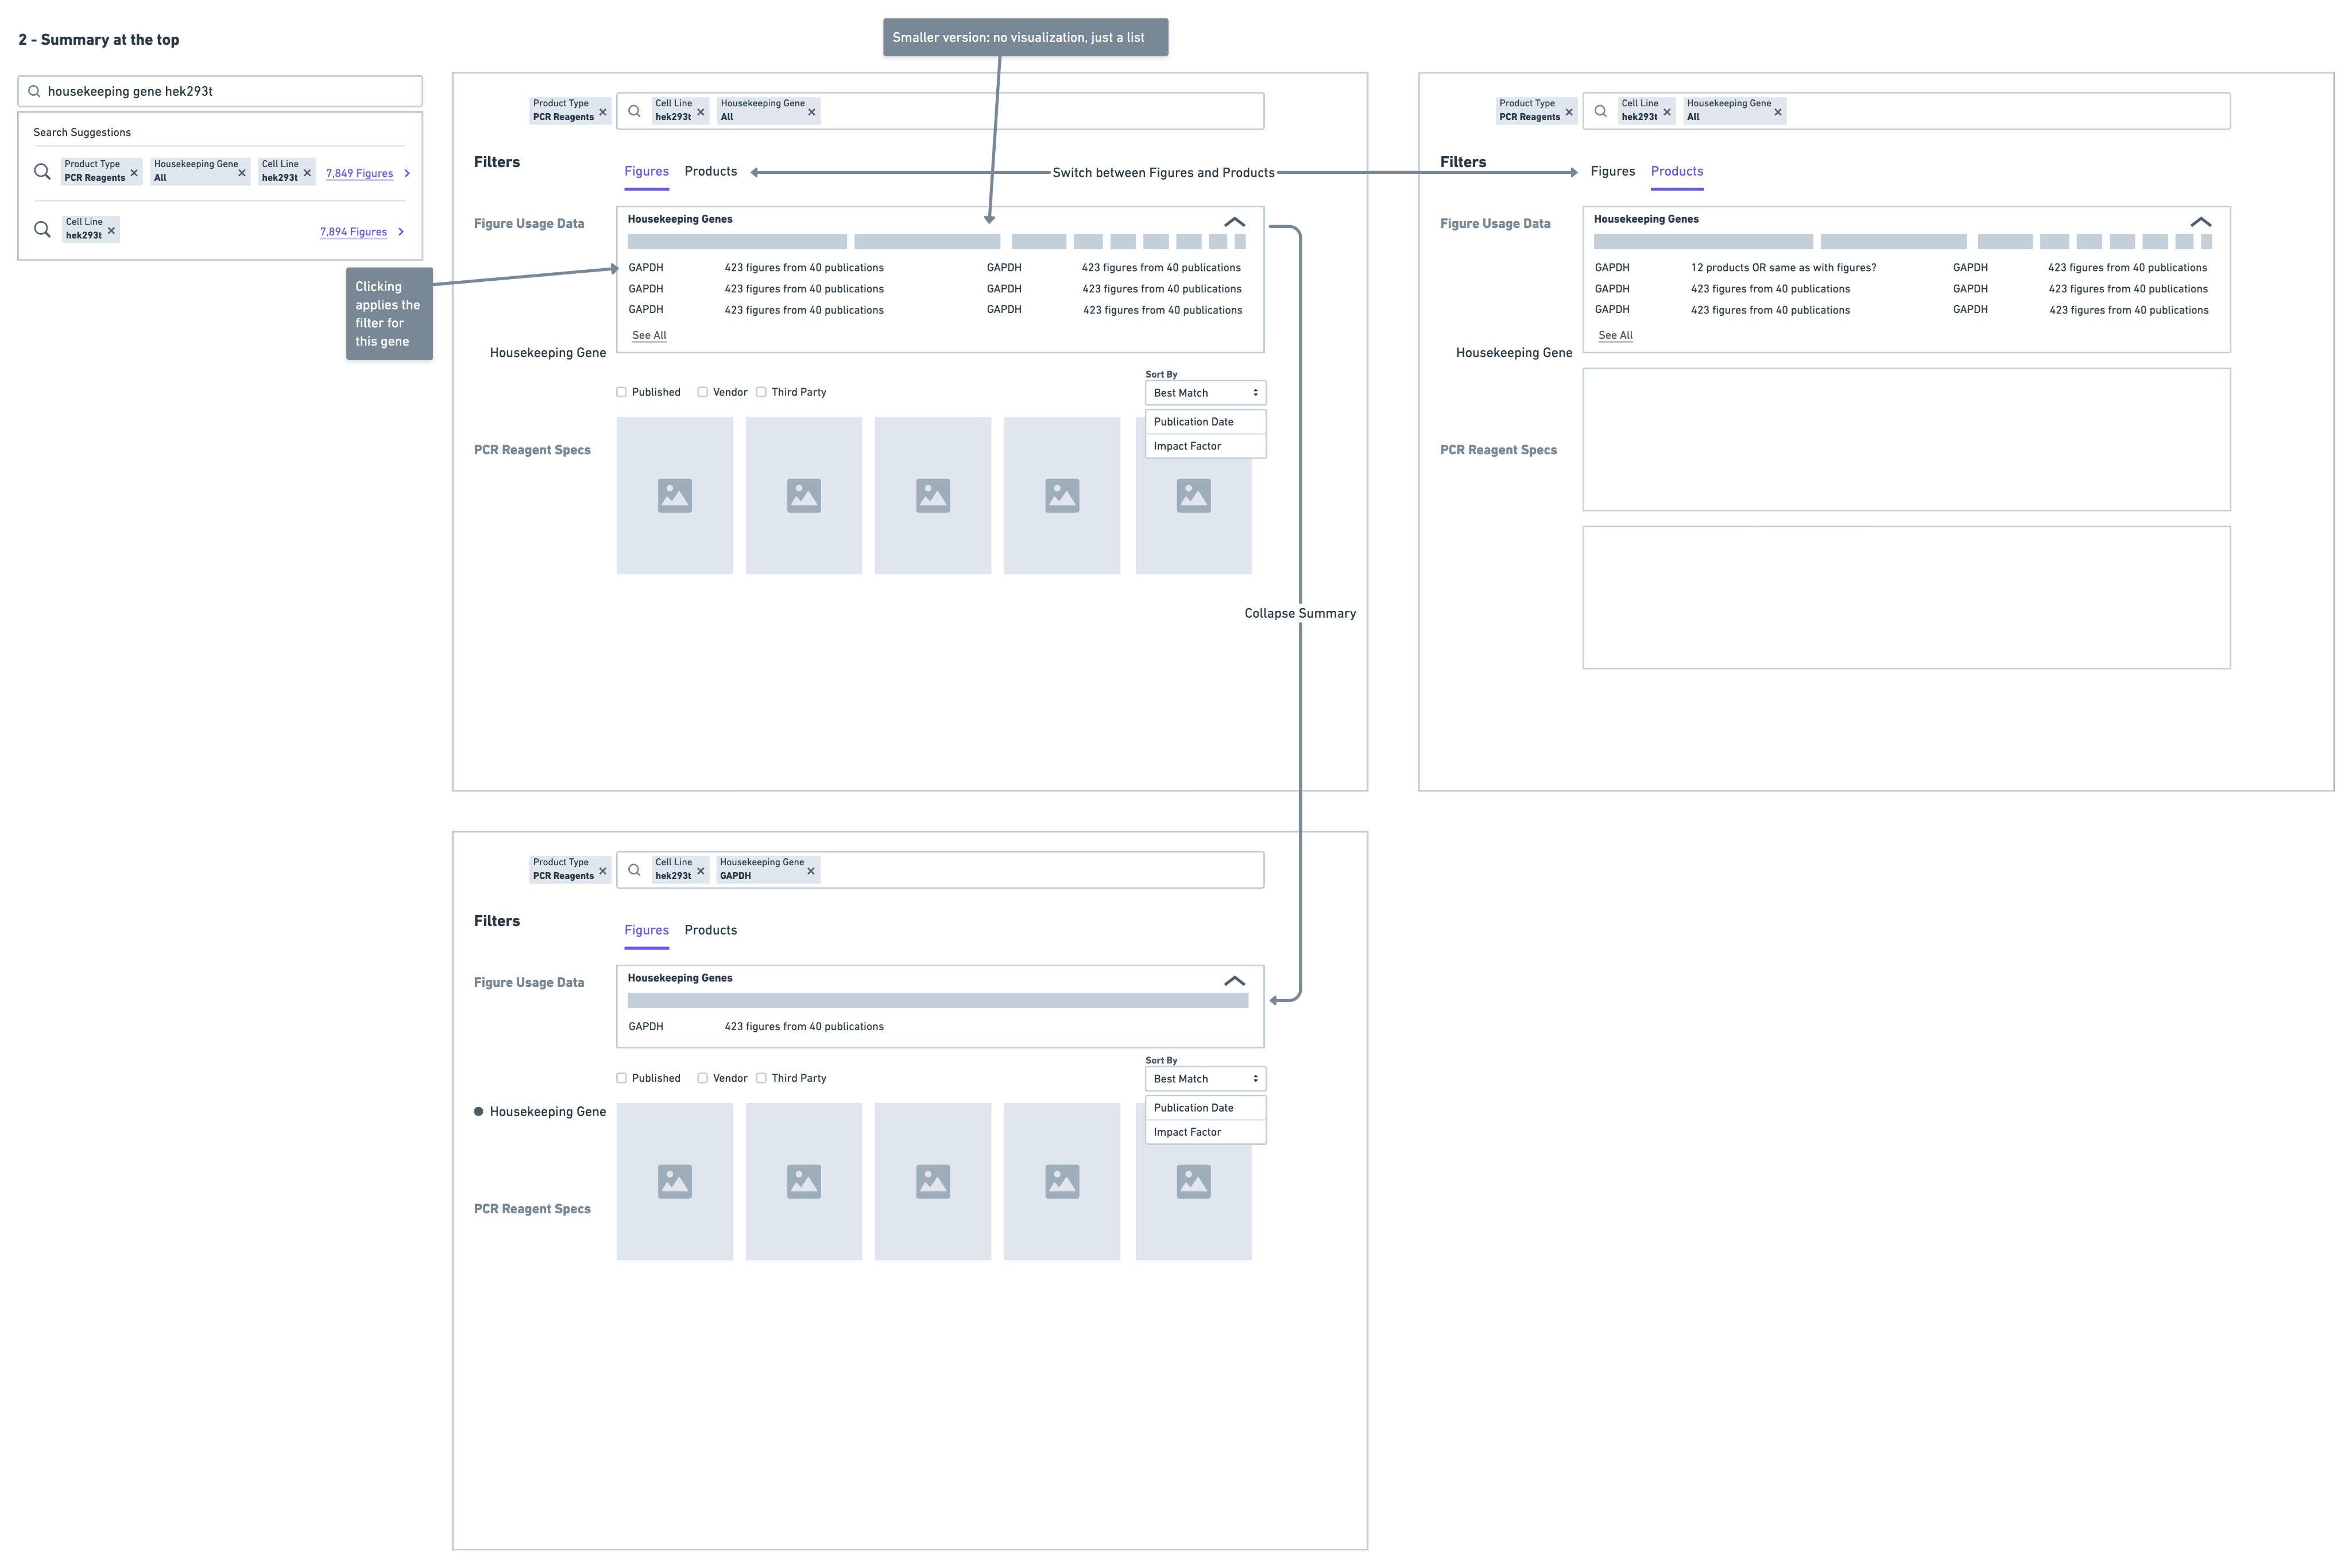 2 - Summary at the top
housekeeping gene hek293t
Search Suggestions
Product Type
PCR Reagents
Housekeeping Gene
All
Cell Line
hek293t
7,849 Figures
Cell Line
hek293t
7,894 Figures
Clicking
applies the
filter for
this gene
Smaller version: no visualization, just a list
Product Type
PCR Reagents
Cell Line
hek293t
Housekeeping Gene
All
Filters
Figures
Products
Switch between Figures and Products
Figure Usage Data
Housekeeping Genes
GAPDH 423 figures from 40 publications GAPDH 423 figures from 40 publications
GAPDH 423 figures from 40 publications GAPDH 423 figures from 40 publications
GAPDH 423 figures from 40 publications GAPDH 423 figures from 40 publications
See All
Housekeeping Gene
Published Vendor Third Party
Sort By
Best Match
Publication Date
Impact Factor
PCR Reagent Specs
Collapse Summary
Product Type
PCR Reagents
Cell Line
hek293t
Housekeeping Gene
All
Filters
Figures
Products
Figure Usage Data
Housekeeping Genes
GAPDH 12 products OR same as with figures? GAPDH 423 figures from 40 publications
GAPDH 423 figures from 40 publications GAPDH 423 figures from 40 publications
GAPDH 423 figures from 40 publications GAPDH 423 figures from 40 publications
See All
Housekeeping Gene
PCR Reagent Specs
Product Type
PCR Reagents
Cell Line
hek293t
Housekeeping Gene
GAPDH
Filters
Figures
Products
Figure Usage Data
Housekeeping Genes
GAPDH 423 figures from 40 publications
Published Vendor Third Party
Sort By
Best Match
Publication Date
Impact Factor
Housekeeping Gene
PCR Reagent Specs